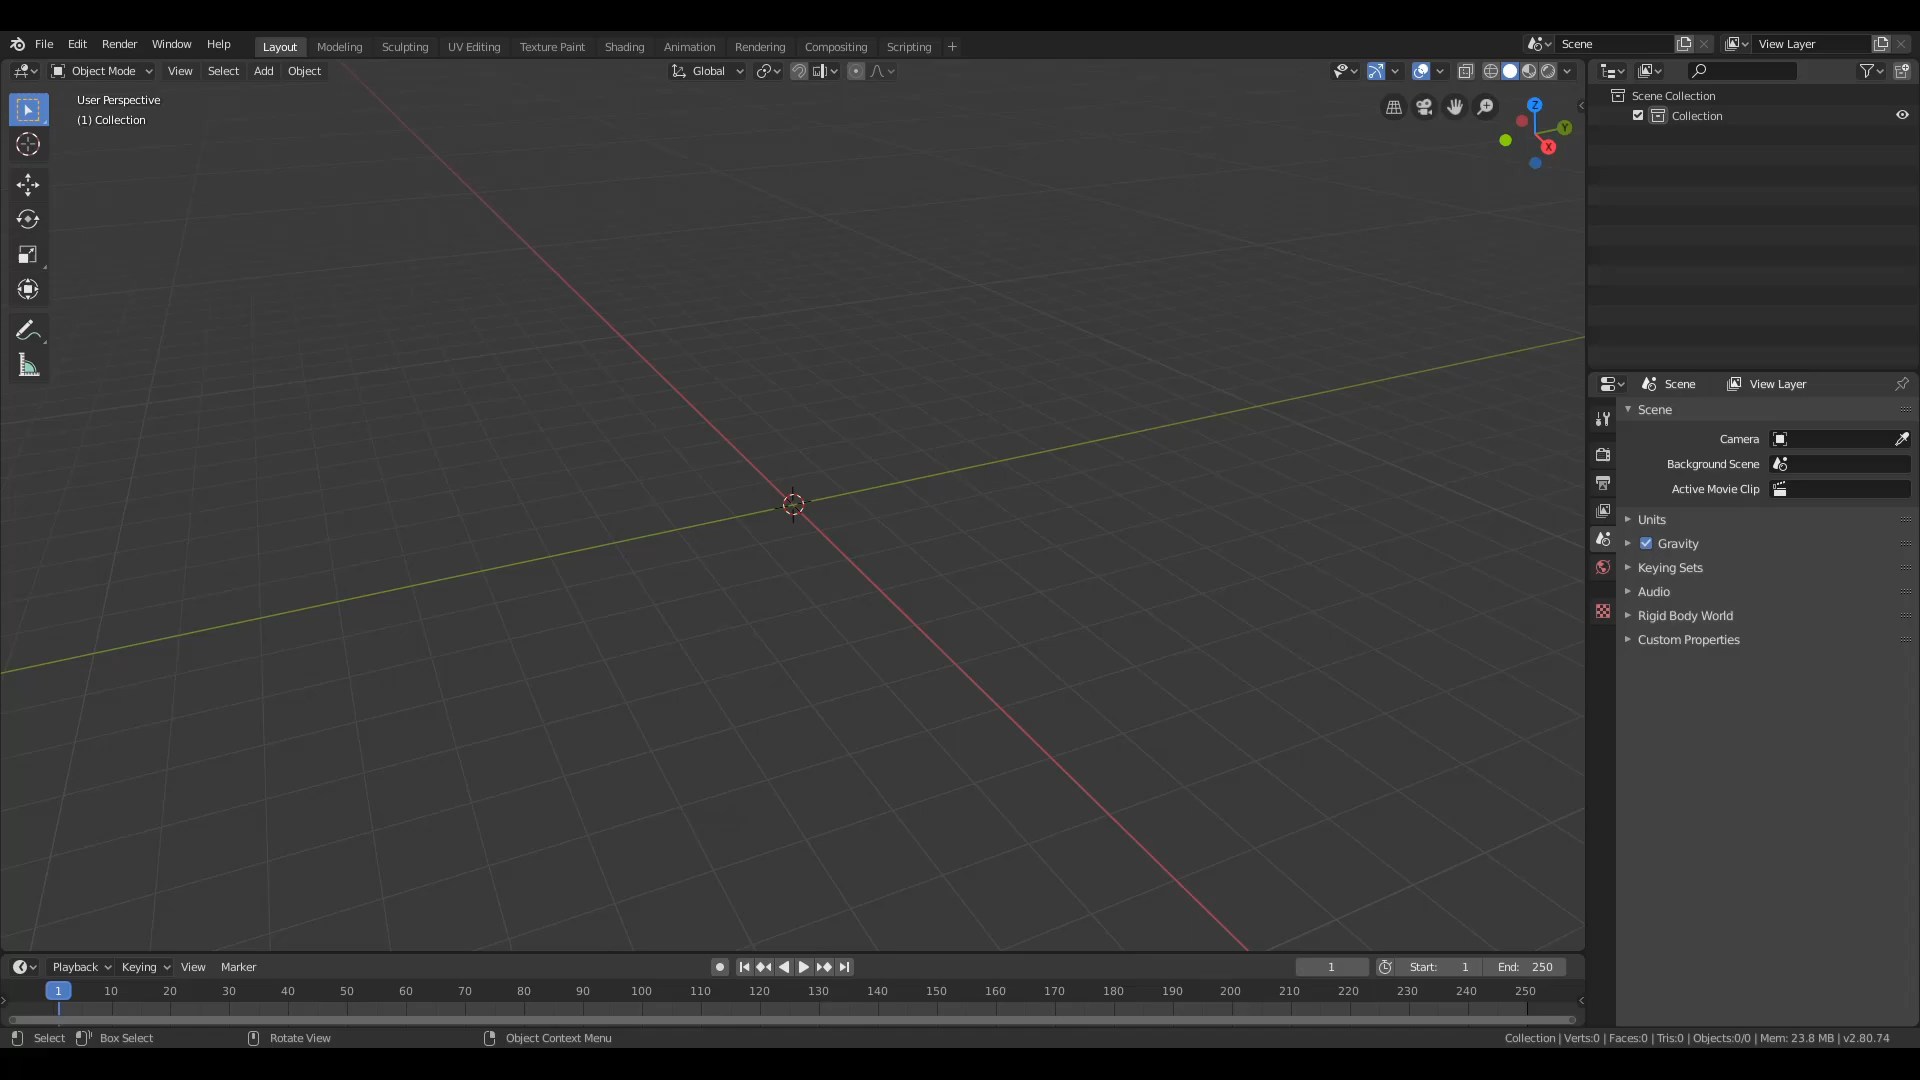 File Edit Render Window Help Layout Modeling Sculpting UV Editing Texture Paint Shading Animation Rendering Compositing Scripting + Scene View Layer
Object Mode View Select Add Object Global
User Perspective
(1) Collection
Z
Y
X
Scene Collection
Collection
Scene View Layer
Scene
Camera
Background Scene
Active Movie Clip
Units
Gravity
Keying Sets
Audio
Rigid Body World
Custom Properties
Playback Keying View Marker 1 Start: 1 End: 250
1 10 20 30 40 50 60 70 80 90 100 110 120 130 140 150 160 170 180 190 200 210 220 230 240 250
Select Box Select Rotate View Object Context Menu Collection | Verts:0 | Faces:0 | Tris:0 | Objects:0/0 | Mem: 23.8 MB | v2.80.74